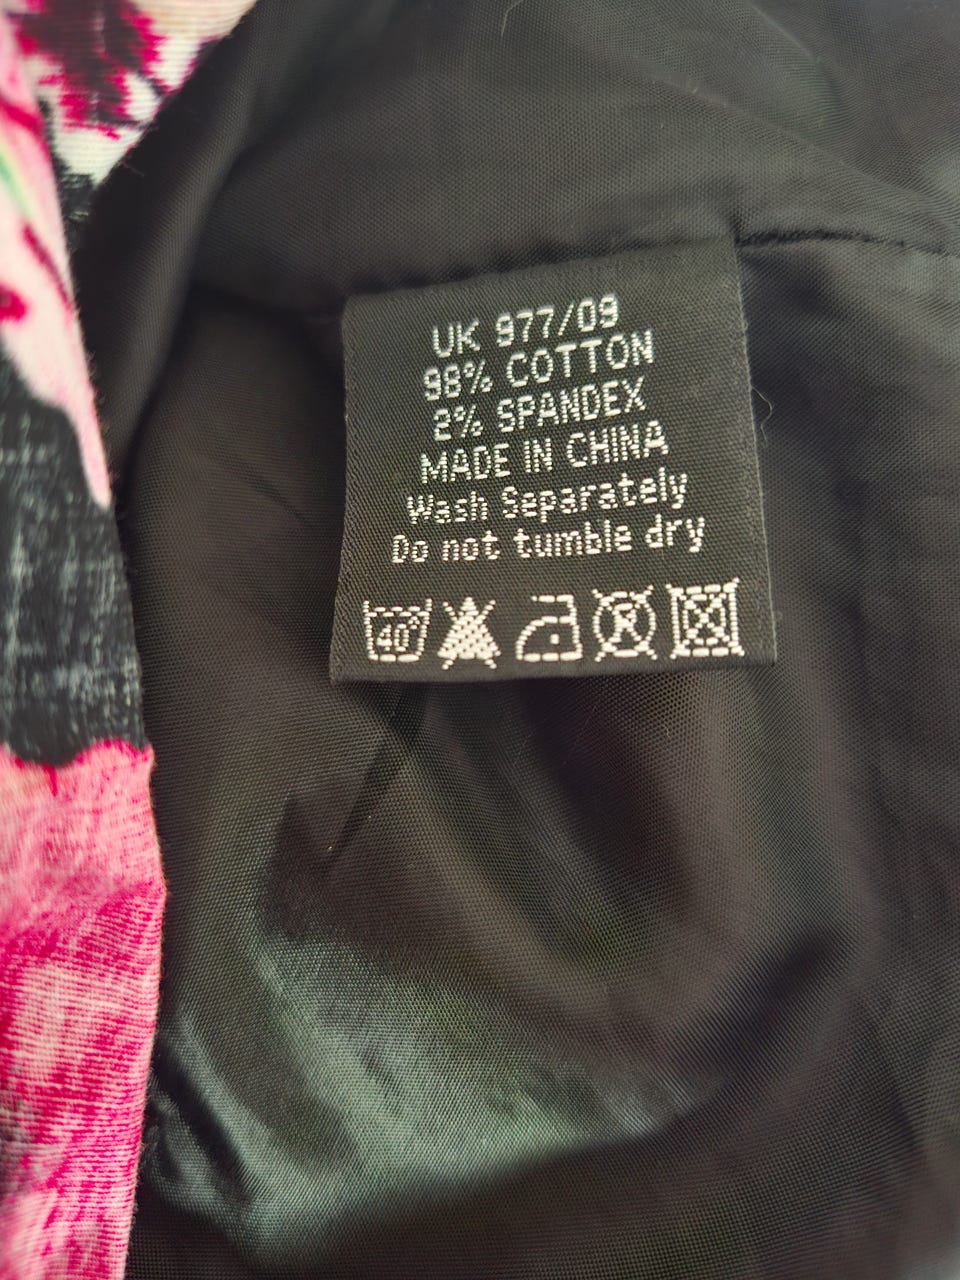 UK 977/09
98% COTTON
2% SPANDEX
MADE IN CHINA
Wash Separately
Do not tumble dry
40°